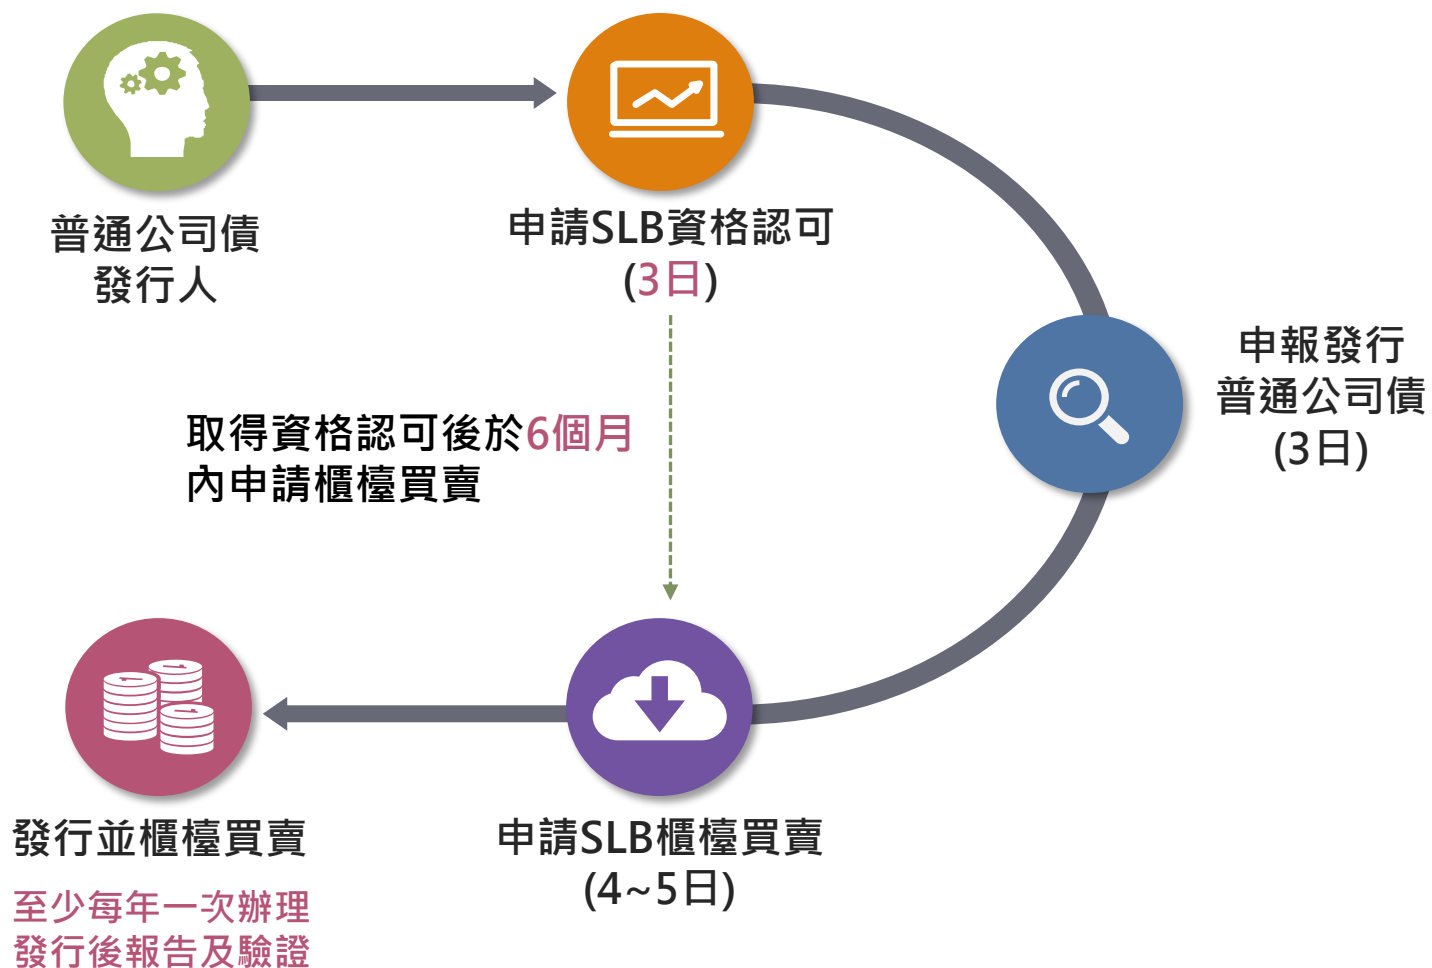 普通公司債
發行人
申請SLB資格認可
(3日)
申報發行
普通公司債
(3日)
取得資格認可後於6個月
內申請櫃檯買賣
申請SLB櫃檯買賣
(4~5日)
發行並櫃檯買賣
至少每年一次辦理
發行後報告及驗證